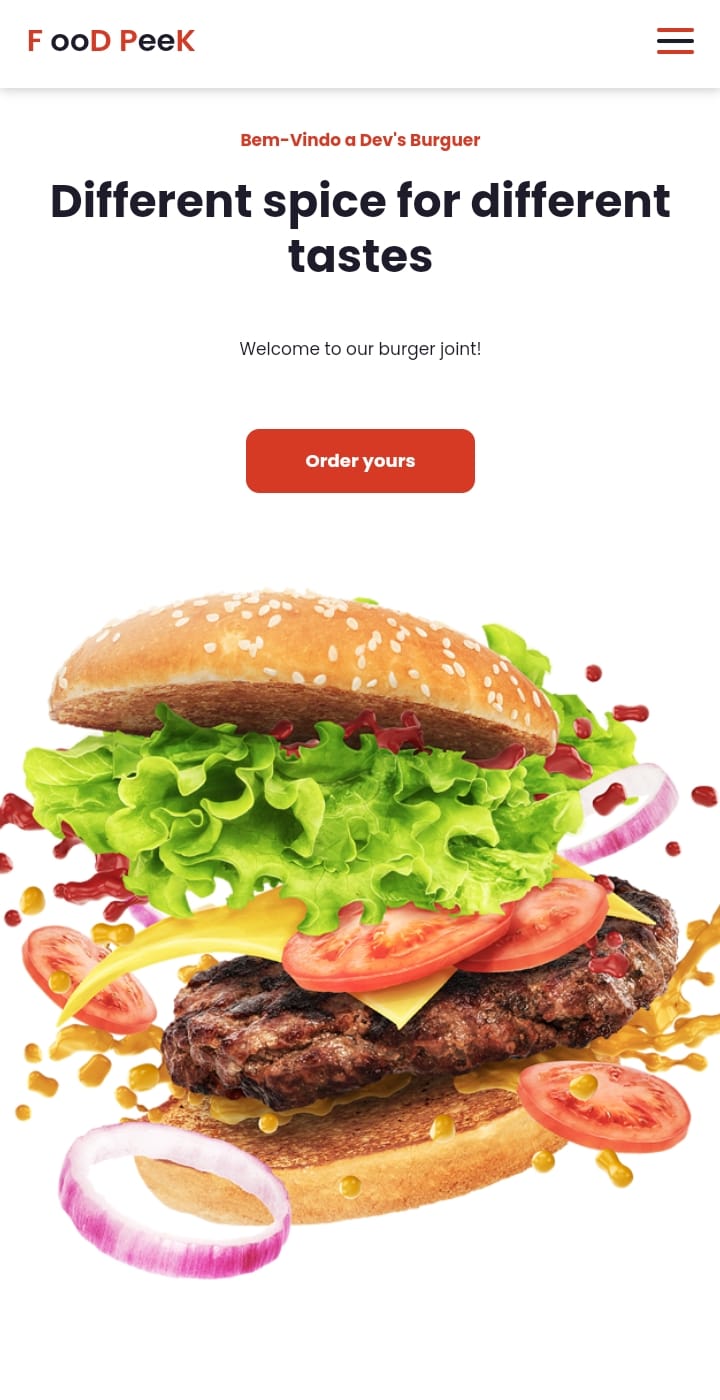 F ooD PeeK
Bem-Vindo a Dev's Burguer
Different spice for different
tastes
Welcome to our burger joint!
Order yours